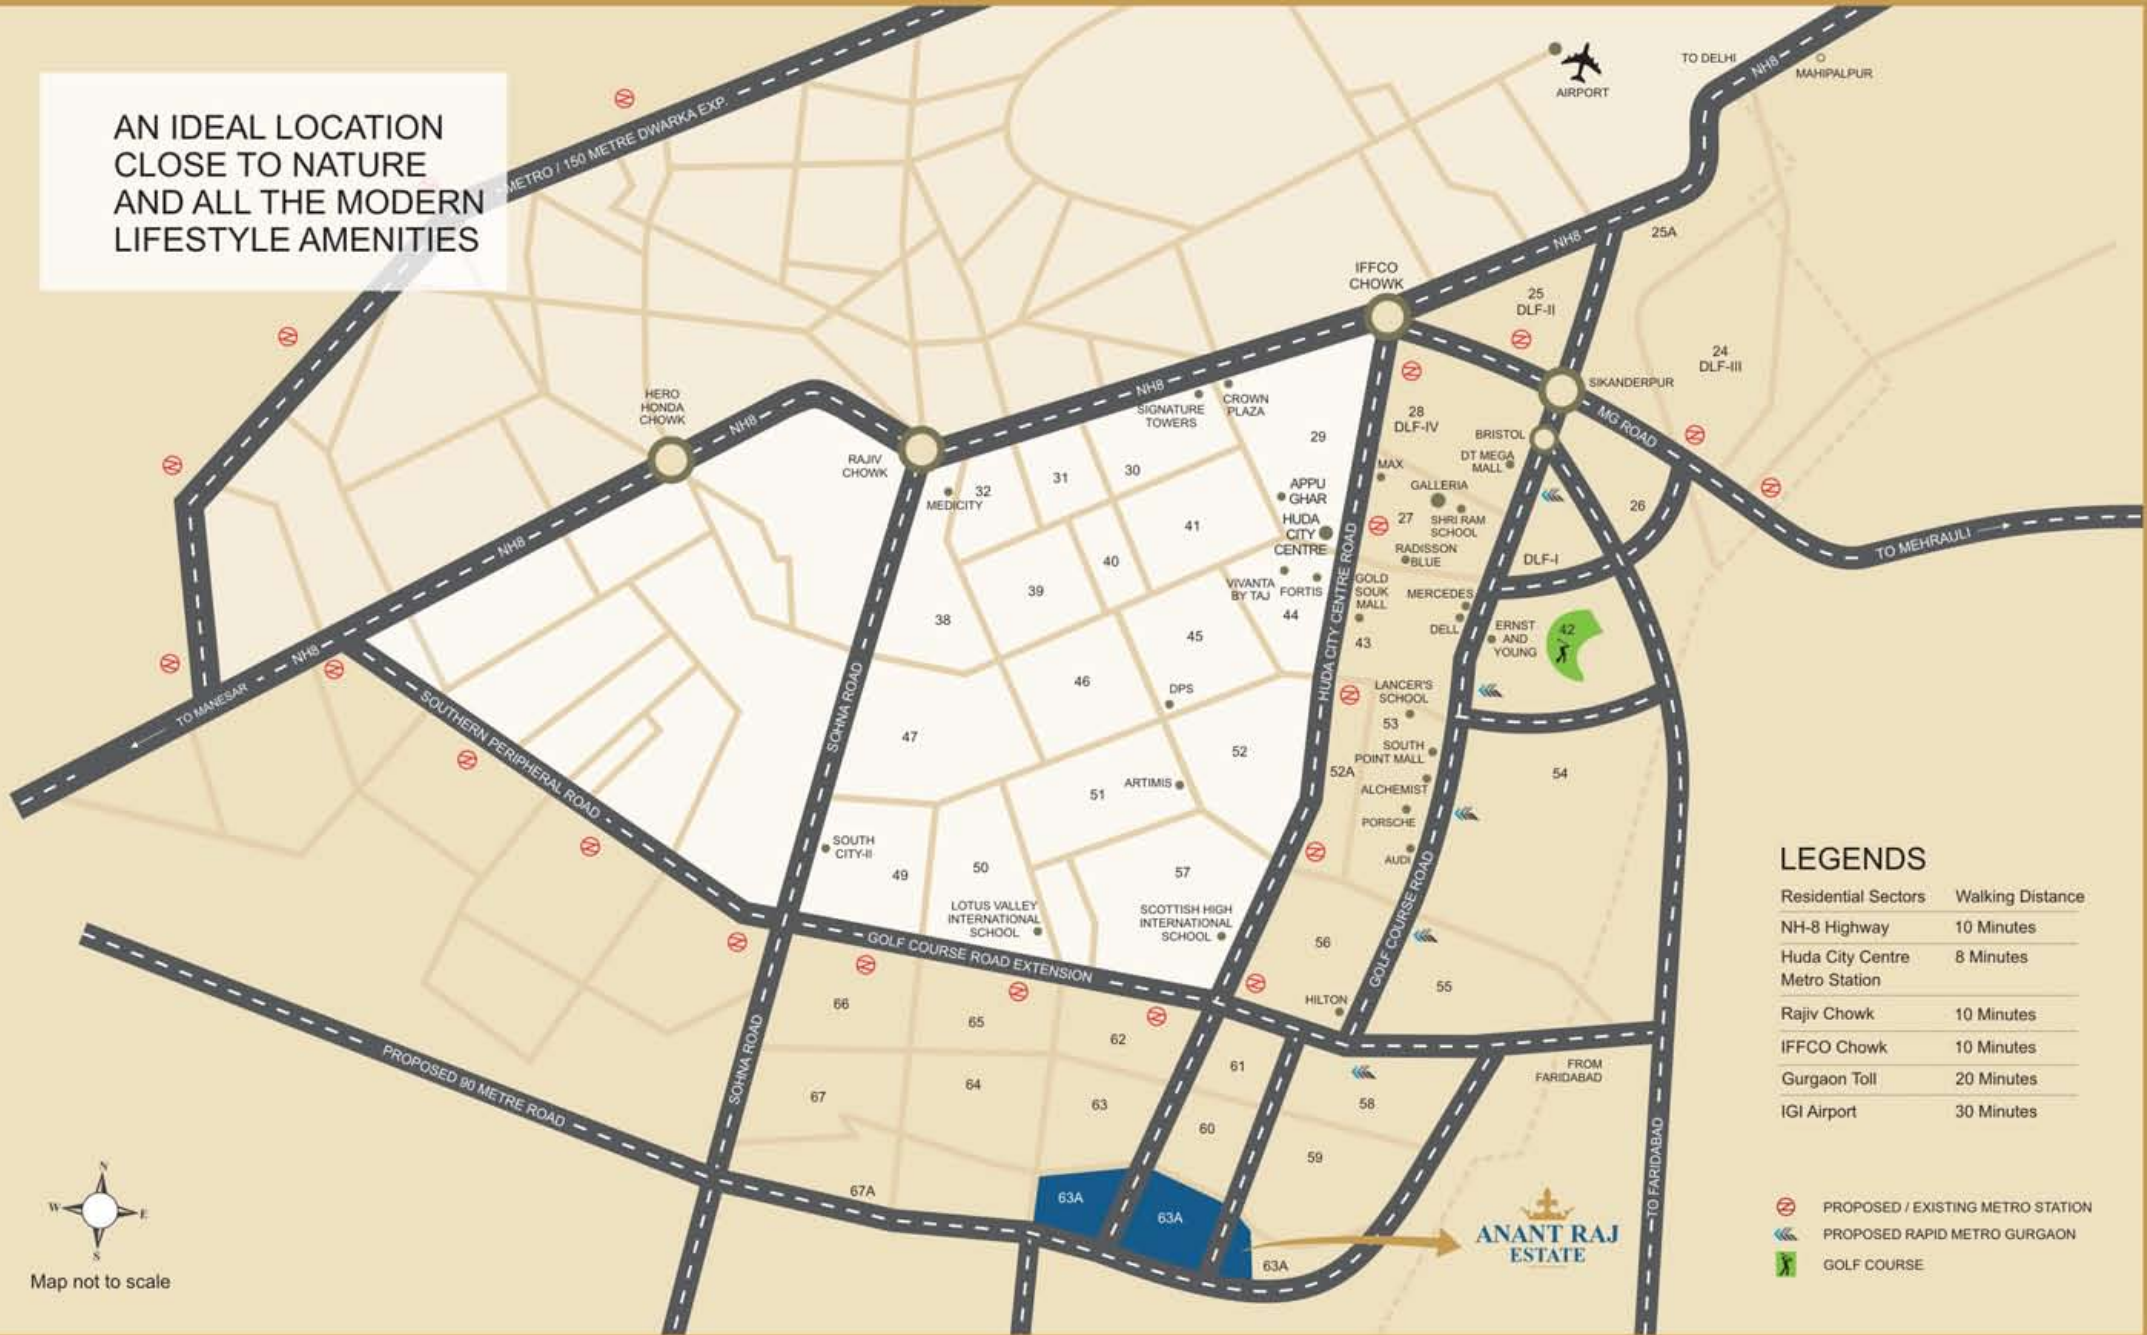 AN IDEAL LOCATION
CLOSE TO NATURE
AND ALL THE MODERN
LIFESTYLE AMENITIES
METRO / 150 METRE DWARKA EXP.
AIRPORT
TO DELHI
NH8
MAHIPALPUR
NH8
25A
IFFCO
CHOWK
25
DLF-II
24
DLF-III
SIKANDERPUR
MG ROAD
HERO
HONDA
CHOWK
NH8
RAJIV
CHOWK
NH8
SIGNATURE
TOWERS
CROWN
PLAZA
29
28
DLF-IV
BRISTOL
DT MEGA
MALL
MAX
GALLERIA
27
SHRI RAM
SCHOOL
RADISSON
BLUE
26
DLF-I
TO MEHRAULI
MEDICITY
32
31
30
41
40
39
38
APPU
GHAR
HUDA
CITY
CENTRE
VIVANTA
BY TAJ
FORTIS
44
HUDA CITY CENTRE ROAD
GOLD
SOUK
MALL
43
MERCEDES
DELL
ERNST
AND
YOUNG
42
NH8
NH8
TO MANESAR
SOUTHERN PERIPHERAL ROAD
SOHNA ROAD
45
46
DPS
47
52
ARTIMIS
51
LANCER'S
SCHOOL
53
SOUTH
POINT MALL
52A
ALCHEMIST
PORSCHE
AUDI
54
GOLF COURSE ROAD
SOUTH
CITY-II
49
50
57
LOTUS VALLEY
INTERNATIONAL
SCHOOL
SCOTTISH HIGH
INTERNATIONAL
SCHOOL
GOLF COURSE ROAD EXTENSION
56
55
HILTON
66
65
62
61
64
67
63
60
58
59
FROM
FARIDABAD
TO FARIDABAD
PROPOSED 90 METRE ROAD
SOHNA ROAD
67A
63A
63A
63A
ANANT RAJ
ESTATE
LEGENDS
Residential Sectors Walking Distance
NH-8 Highway 10 Minutes
Huda City Centre 8 Minutes
Metro Station
Rajiv Chowk 10 Minutes
IFFCO Chowk 10 Minutes
Gurgaon Toll 20 Minutes
IGI Airport 30 Minutes
PROPOSED / EXISTING METRO STATION
PROPOSED RAPID METRO GURGAON
GOLF COURSE
N
W E
S
Map not to scale